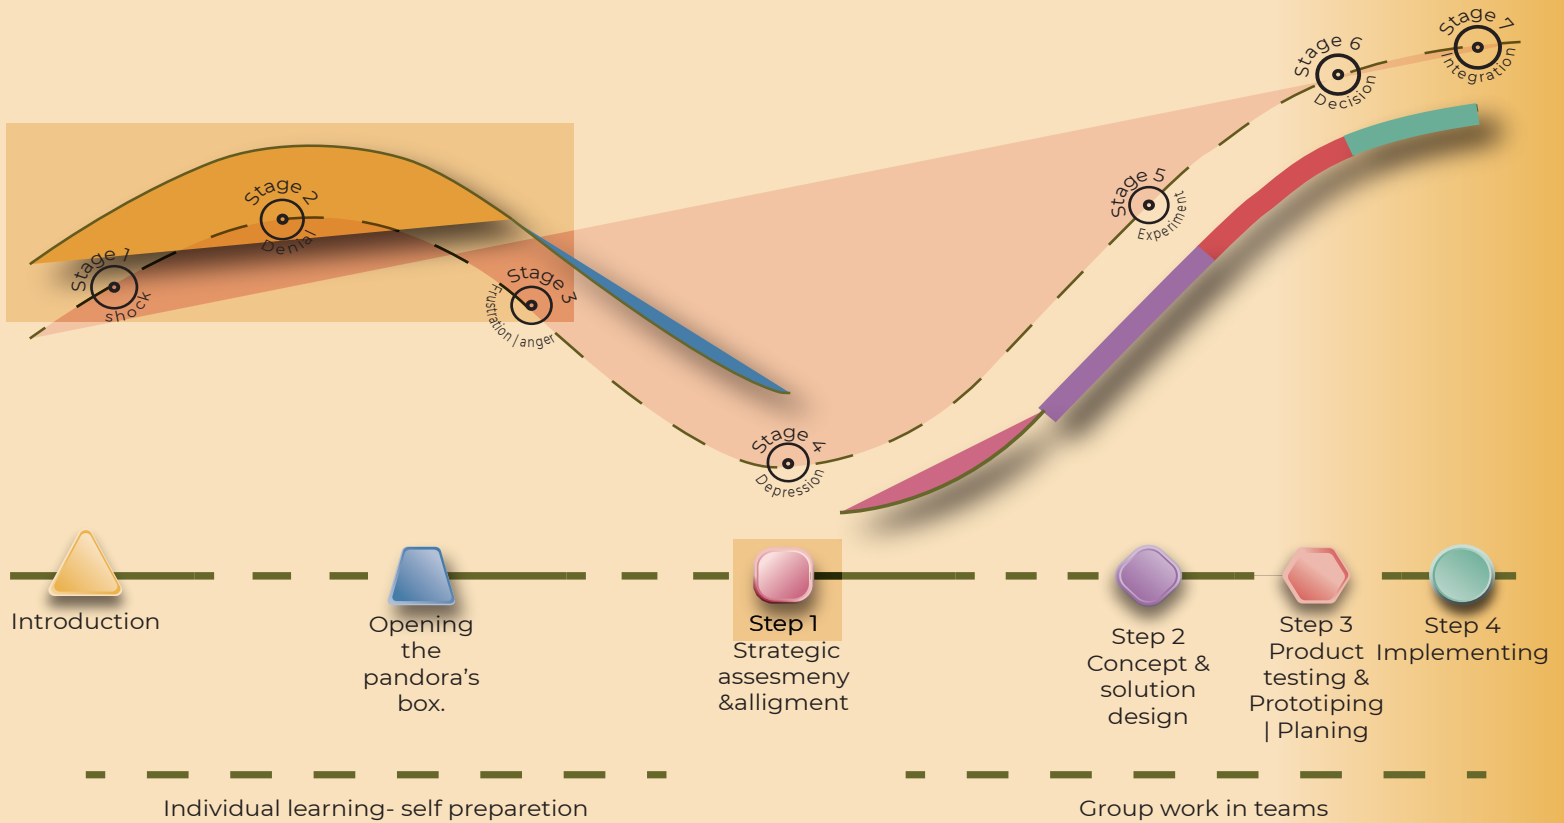 Stage 1
shock
Stage 2
Denial
Stage 3
Frustration | anger
Stage 4
Depression
Stage 5
Experiment
Stage 6
Decision
Stage 7
Integration
Introduction
Opening
the
pandora’s
box.
Step 1
Strategic
assesmeny
&alligment
Step 2
Concept &
solution
design
Step 3
Product
testing &
Prototiping
| Planing
Step 4
Implementing
Individual learning- self preparetion
Group work in teams